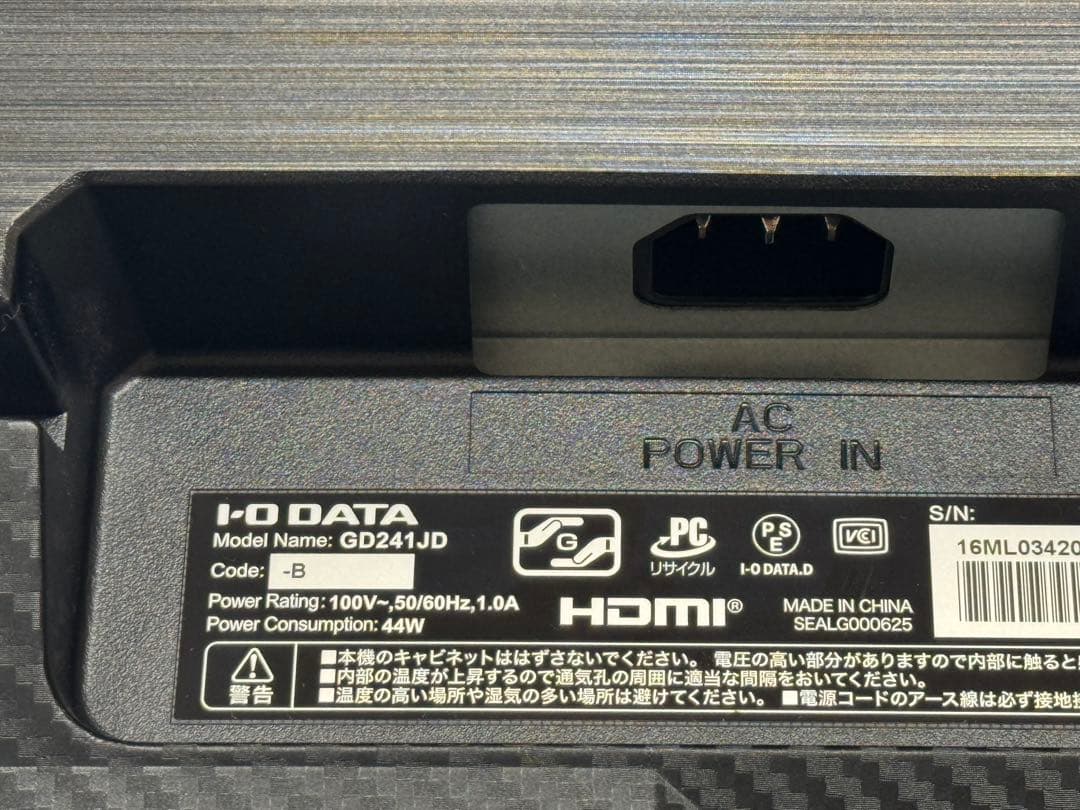 AC
POWER IN
I-O DATA
Model Name: GD241JD
Code: -B
Power Rating: 100V~,50/60Hz,1.0A
Power Consumption: 44W
G
PC
リサイクル
PSE
I-O DATA.D
VCI
HDMI®
MADE IN CHINA
SEALG000625
S/N:
16ML03420
警告
■本機のキャビネットははずさないでください。 電圧の高い部分がありますので内部に触ると
■内部の温度が上昇するので通気孔の周囲に適当な間隔をおいてください。
■温度の高い場所や湿気の多い場所は避けてください。 ■電源コードのアース線は必ず接地